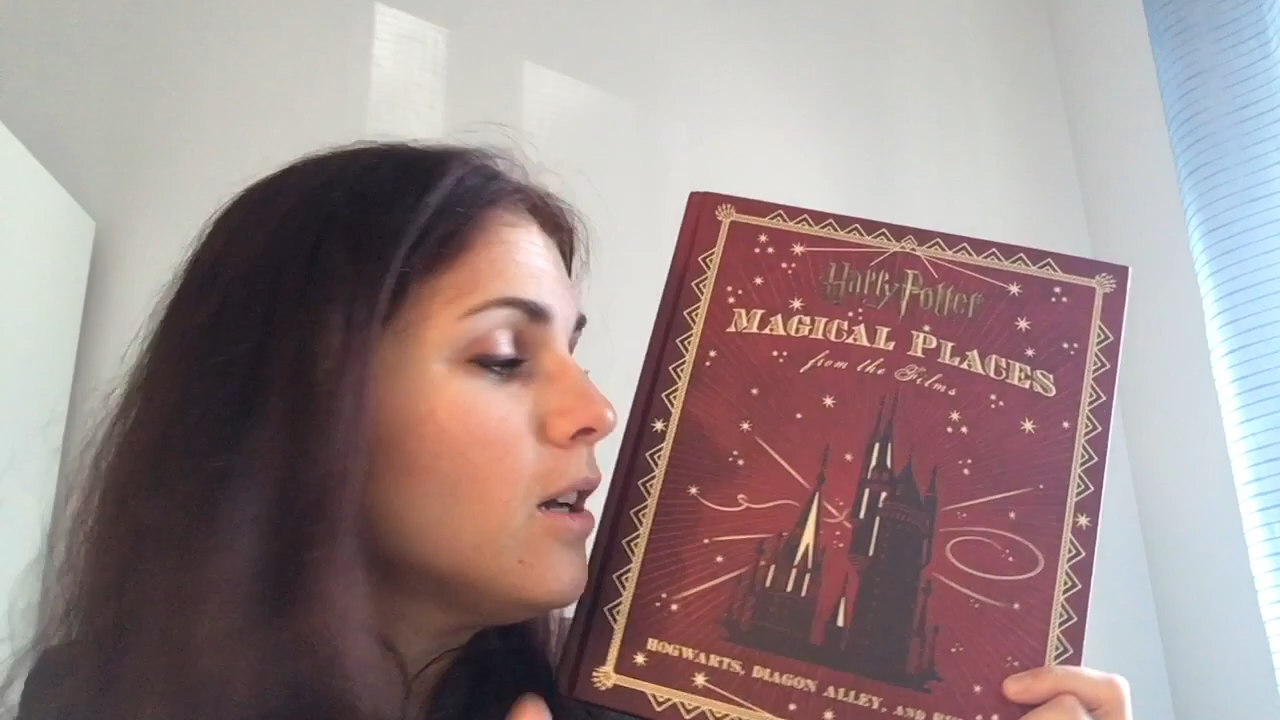 Harry Potter
MAGICAL PLACES
from the Films
HOGWARTS, DIAGON ALLEY, AND